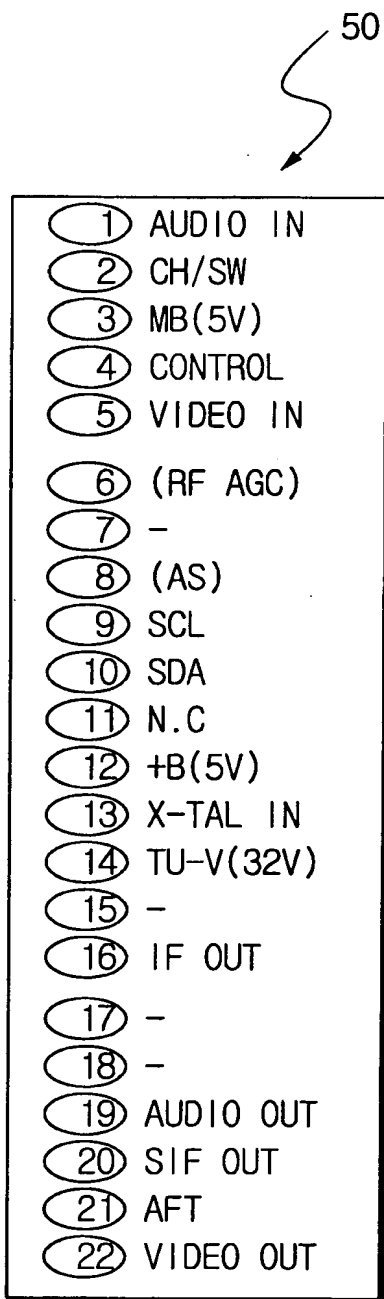 50
1 AUDIO IN
2 CH/SW
3 MB(5V)
4 CONTROL
5 VIDEO IN
6 (RF AGC)
7 -
8 (AS)
9 SCL
10 SDA
11 N.C
12 +B(5V)
13 X-TAL IN
14 TU-V(32V)
15 -
16 IF OUT
17 -
18 -
19 AUDIO OUT
20 SIF OUT
21 AFT
22 VIDEO OUT